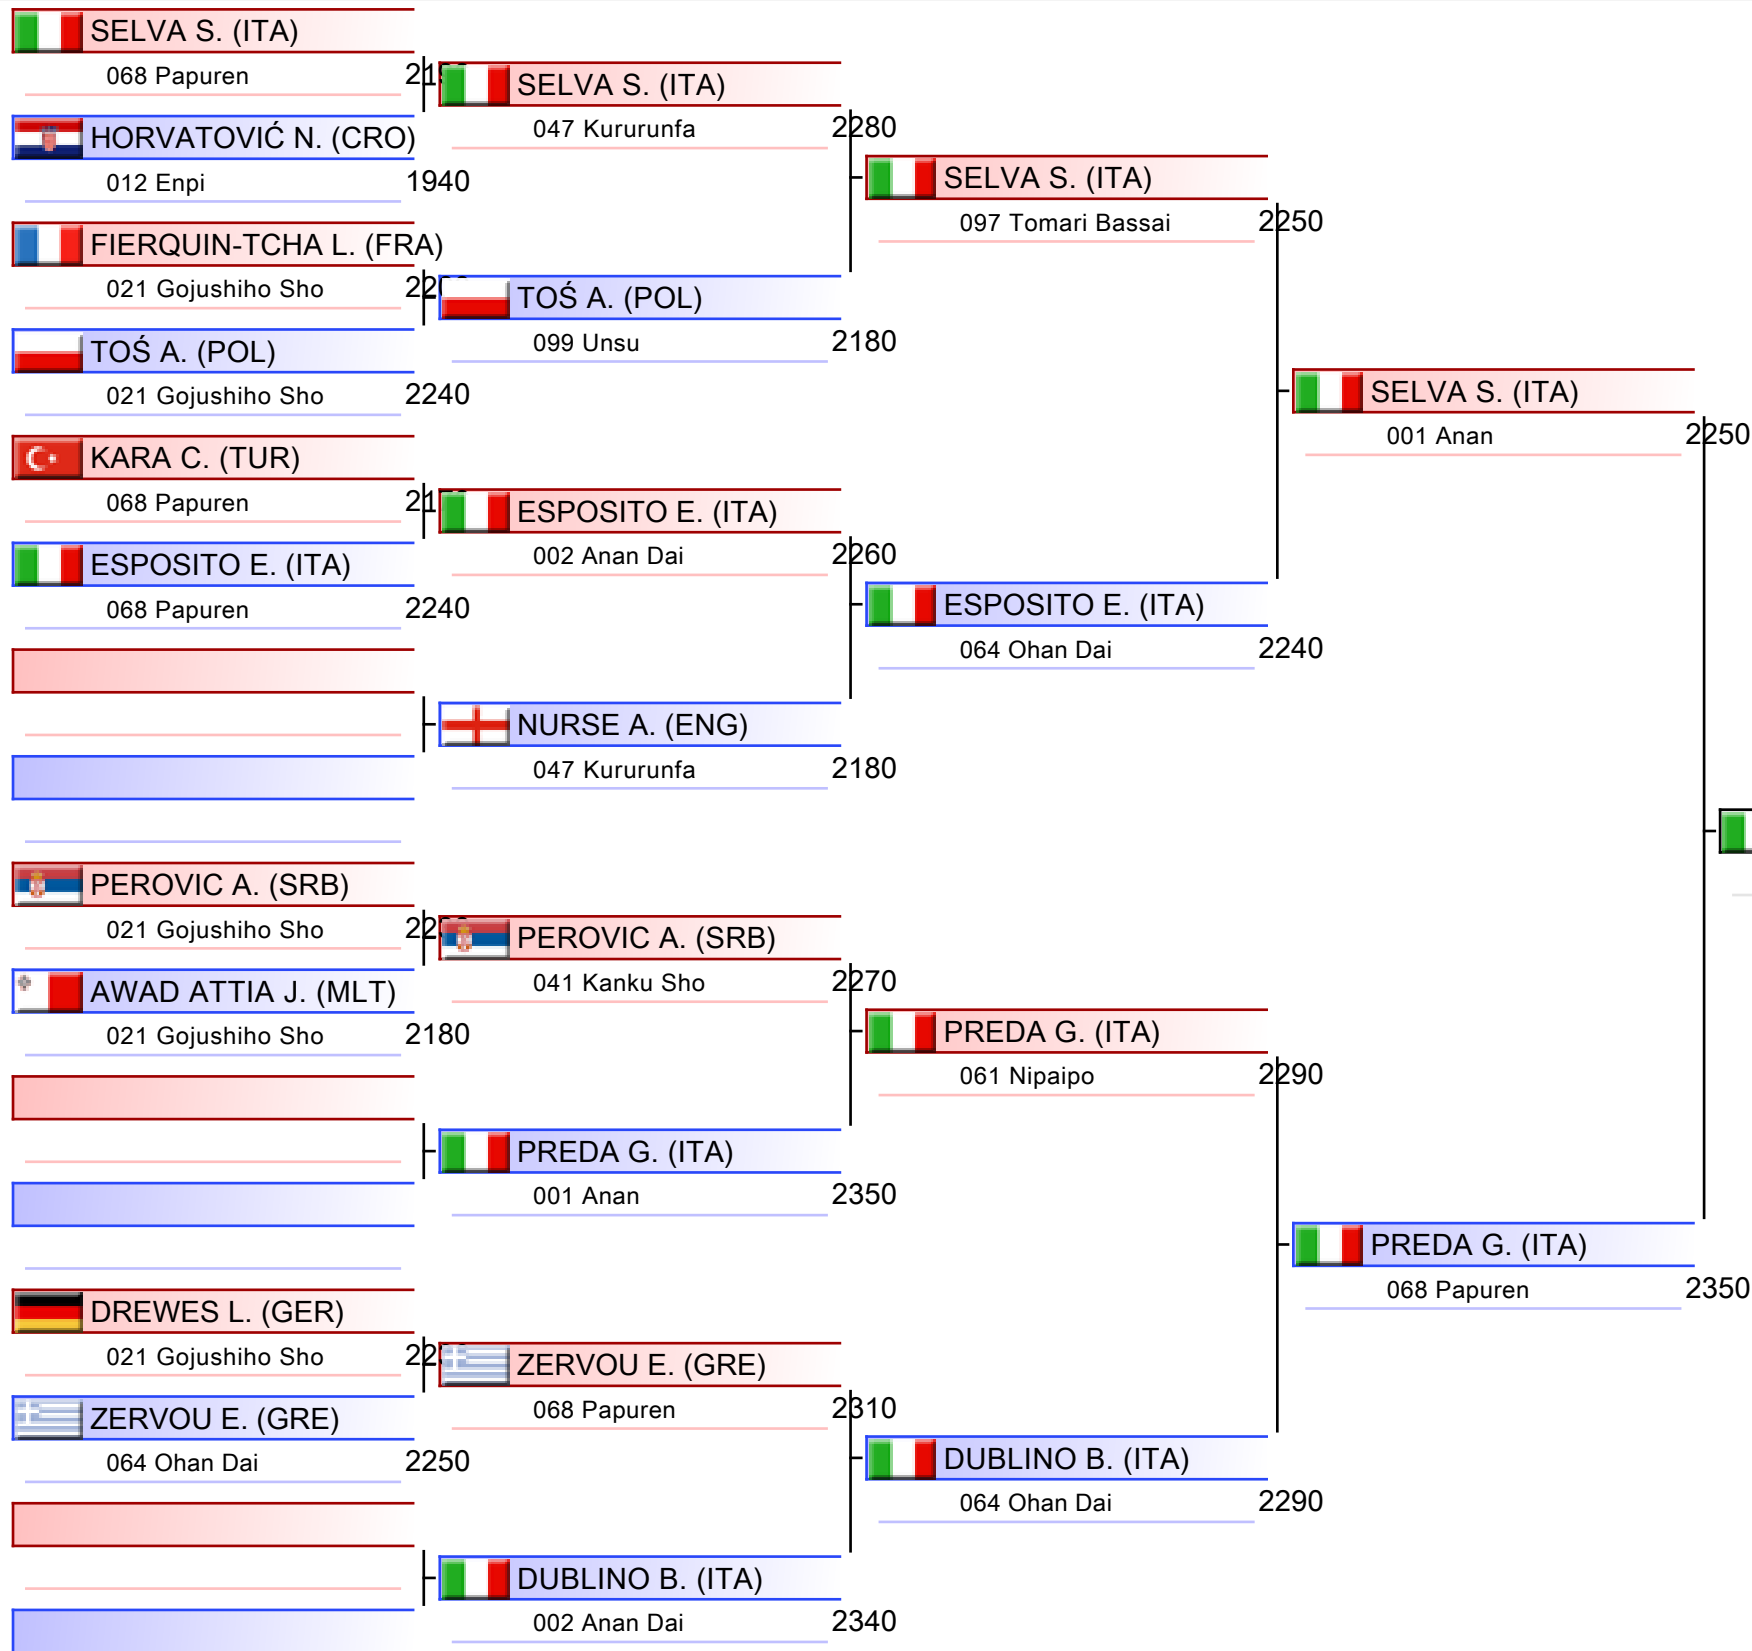 SELVA S. (ITA)
068 Papuren
HORVATOVIĆ N. (CRO)
012 Enpi 1940
FIERQUIN-TCHA L. (FRA)
021 Gojushiho Sho
TOŚ A. (POL)
021 Gojushiho Sho 2240
KARA C. (TUR)
068 Papuren
ESPOSITO E. (ITA)
068 Papuren 2240
PEROVIC A. (SRB)
021 Gojushiho Sho
AWAD ATTIA J. (MLT)
021 Gojushiho Sho 2180
DREWES L. (GER)
021 Gojushiho Sho
ZERVOU E. (GRE)
064 Ohan Dai 2250
SELVA S. (ITA)
047 Kururunfa 2280
TOŚ A. (POL)
099 Unsu 2180
ESPOSITO E. (ITA)
002 Anan Dai 2260
NURSE A. (ENG)
047 Kururunfa 2180
PEROVIC A. (SRB)
041 Kanku Sho 2270
PREDA G. (ITA)
001 Anan 2350
ZERVOU E. (GRE)
068 Papuren 2310
DUBLINO B. (ITA)
002 Anan Dai 2340
SELVA S. (ITA)
097 Tomari Bassai 2250
ESPOSITO E. (ITA)
064 Ohan Dai 2240
PREDA G. (ITA)
061 Nipaipo 2290
DUBLINO B. (ITA)
064 Ohan Dai 2290
SELVA S. (ITA)
001 Anan 2250
PREDA G. (ITA)
068 Papuren 2350